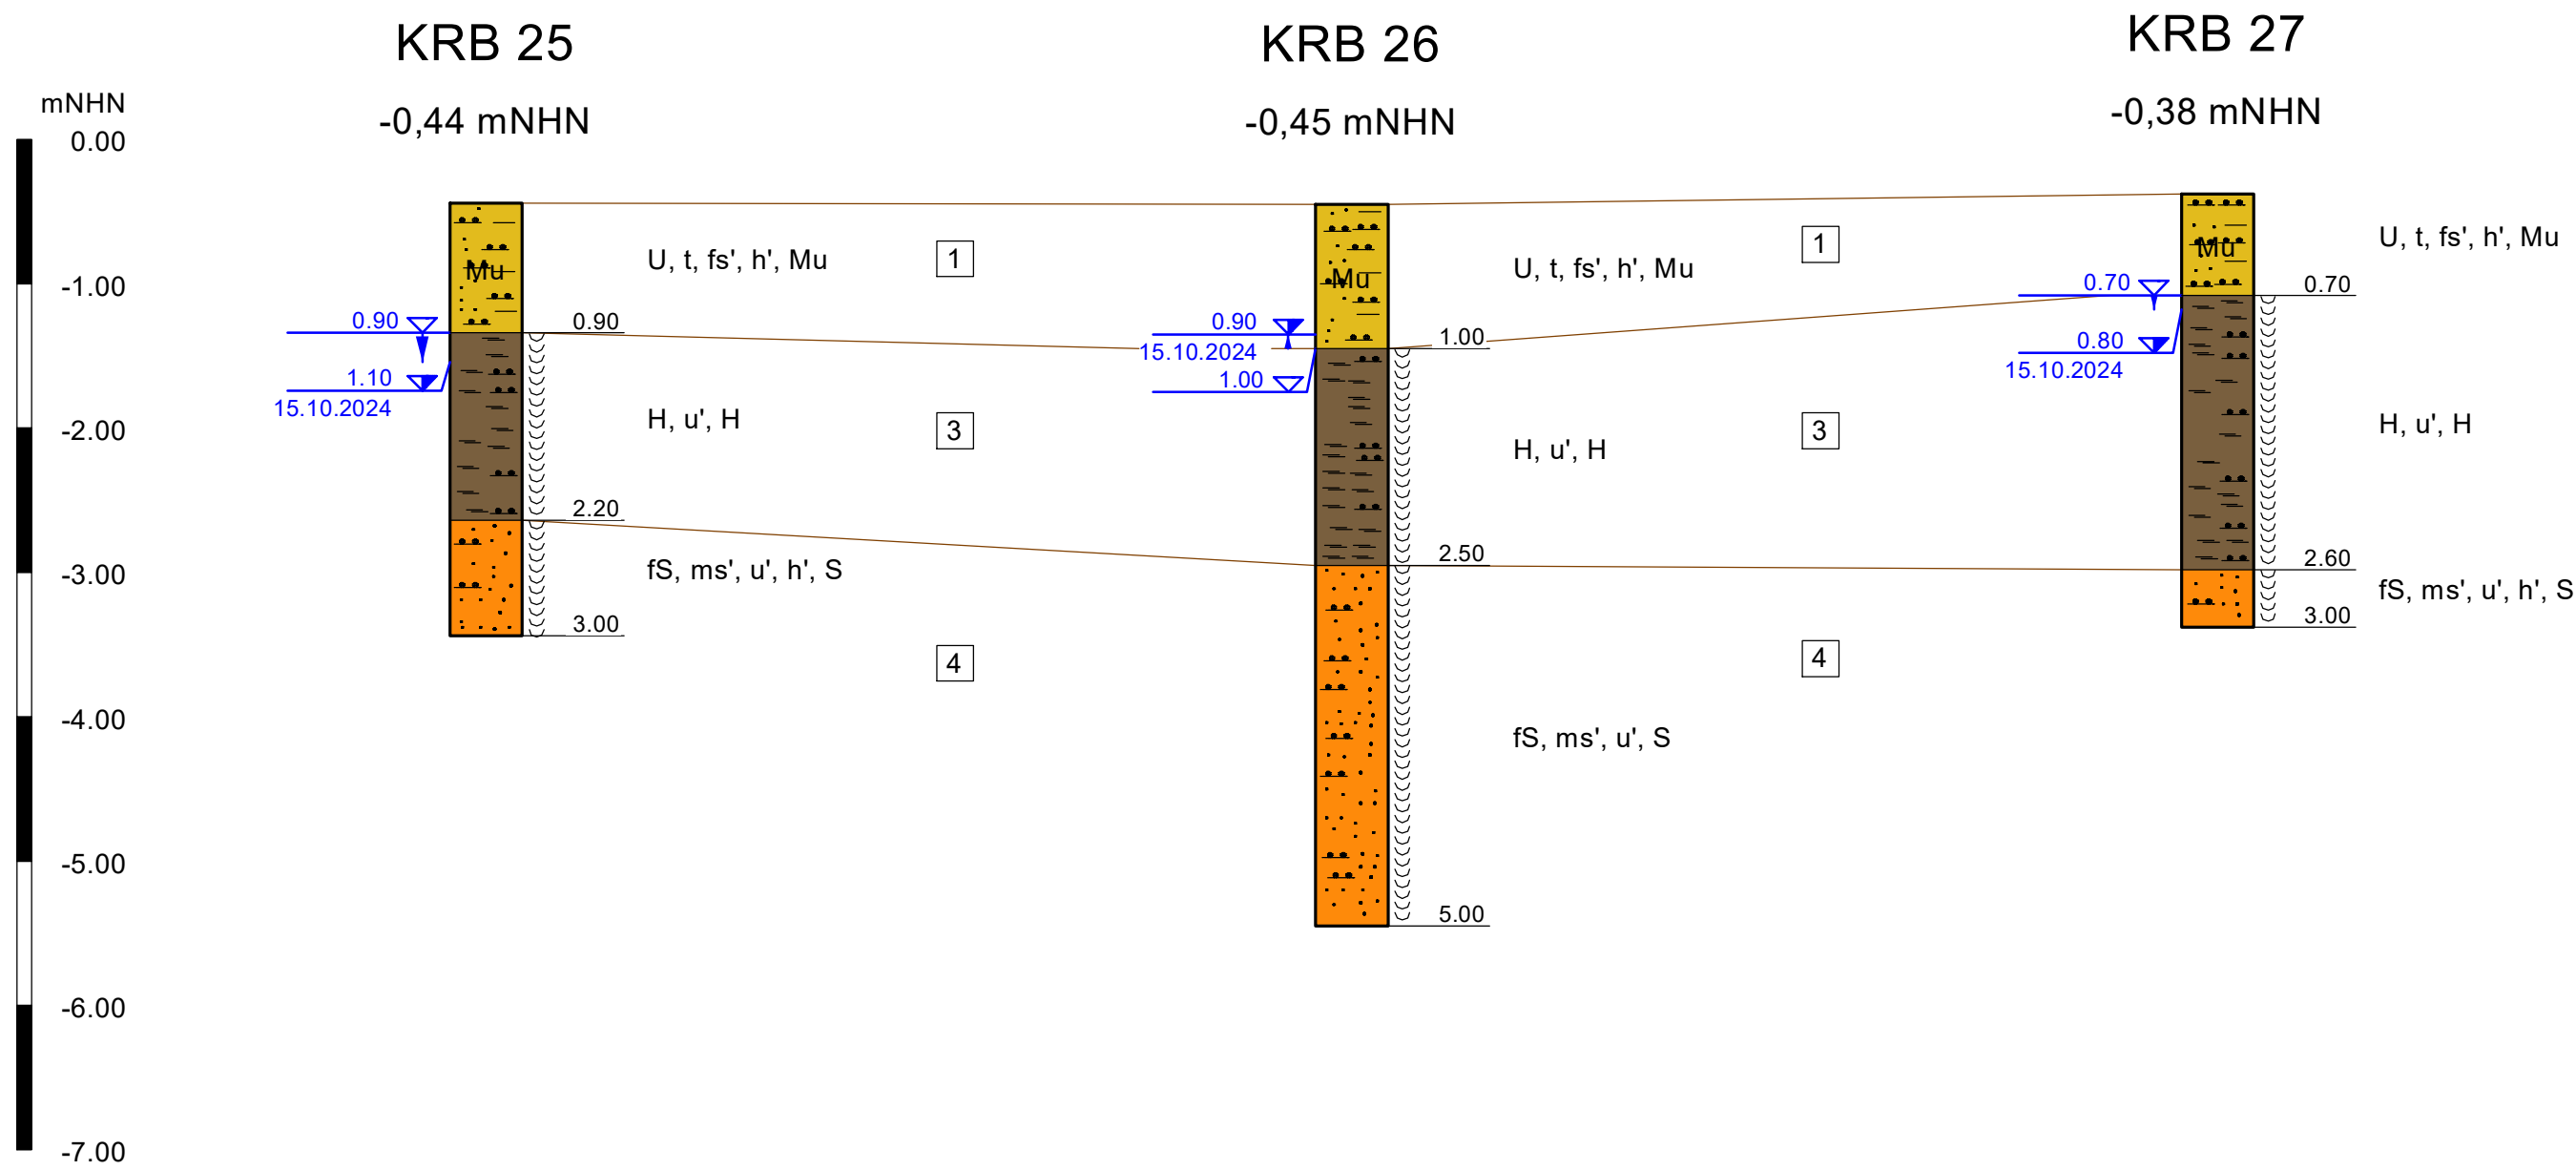 KRB 25
KRB 26
KRB 27
-0,44 mNHN
-0,45 mNHN
-0,38 mNHN
mNHN
0.00
-1.00
-2.00
-3.00
-4.00
-5.00
-6.00
-7.00
Mu
0.90
1.10
15.10.2024
0.90
2.20
3.00
U, t, fs', h', Mu
H, u', H
fS, ms', u', h', S
1
3
4
Mu
0.90
15.10.2024
1.00
1.00
2.50
5.00
U, t, fs', h', Mu
H, u', H
fS, ms', u', S
1
3
4
Mu
0.70
0.80
15.10.2024
0.70
2.60
3.00
U, t, fs', h', Mu
H, u', H
fS, ms', u', h', S